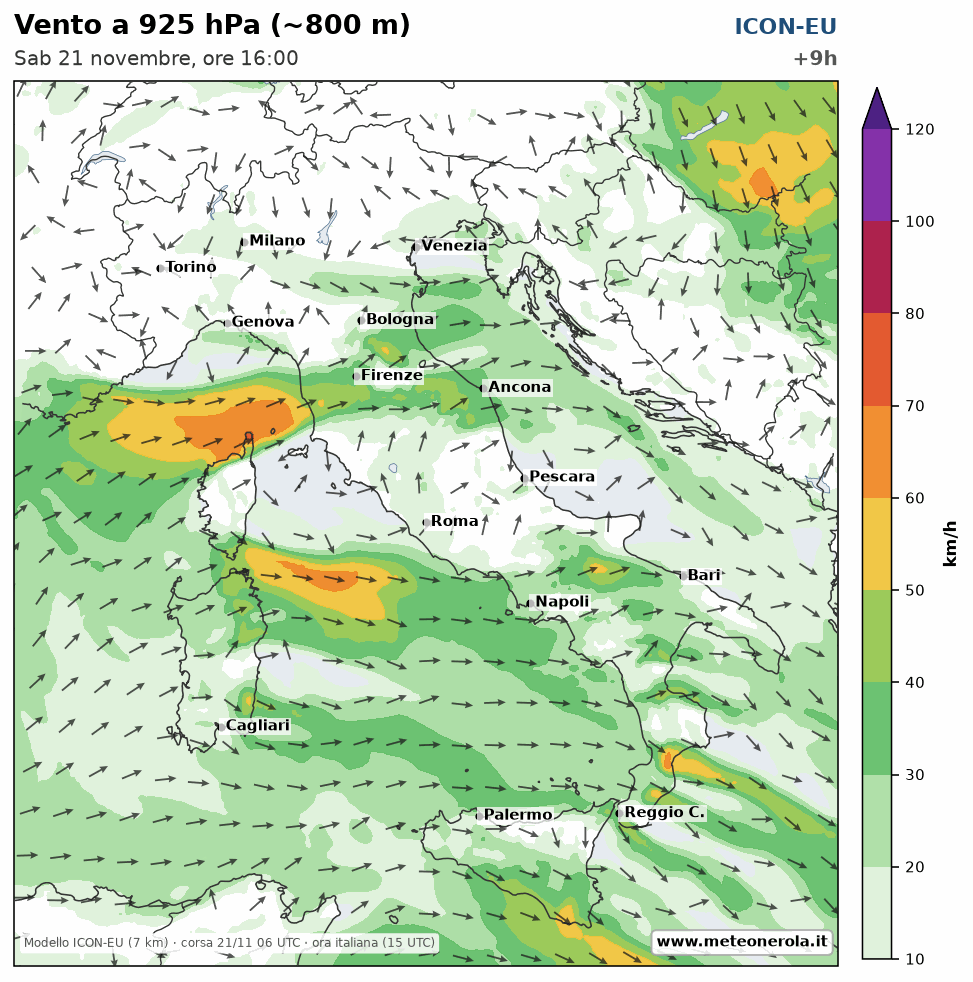 Vento a 925 hPa (~800 m)
ICON-EU
Sab 21 novembre, ore 16:00
+9h
120
100
80
70
60
50
40
30
20
10
km/h
Milano
Venezia
Torino
Genova
Bologna
Firenze
Ancona
Pescara
Roma
Bari
Napoli
Cagliari
Palermo
Reggio C.
Modello ICON-EU (7 km) · corsa 21/11 06 UTC · ora italiana (15 UTC)
www.meteonerola.it